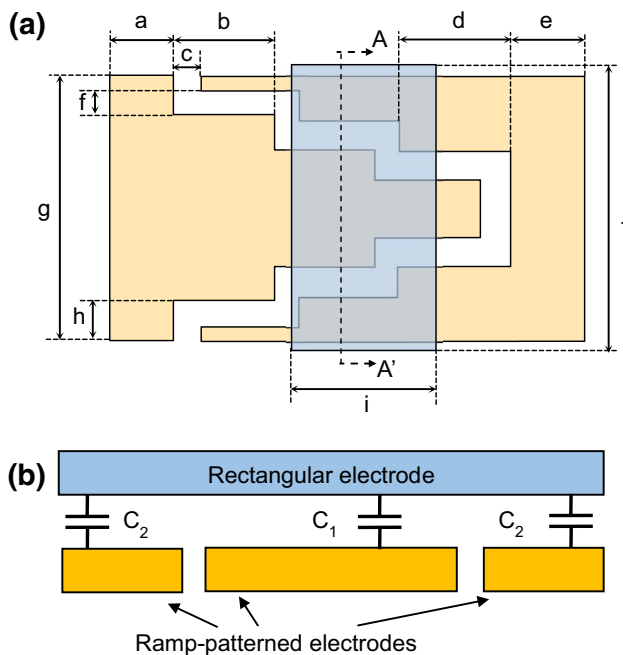 (a)
a
b
c
d
e
A
f
g
h
A'
i
(b)
Rectangular electrode
C2
C1
C2
Ramp-patterned electrodes